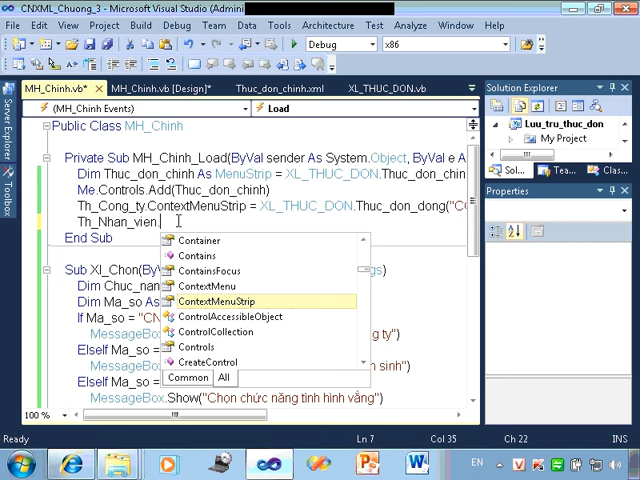 CNXML_Chuong_3 - Microsoft Visual Studio (Admini
File Edit View Project Build Debug Team Data Tools Architecture Test Analyze Window Help
Debug x86
MH_Chinh.vb* × MH_Chinh.vb [Design]* Thuc_don_chinh.xml XL_THUC_DON.vb
(MH_Chinh Events) Load
Public Class MH_Chinh
Private Sub MH_Chinh_Load(ByVal sender As System.Object, ByVal e A
Dim Thuc_don_chinh As MenuStrip = XL_THUC_DON.Thuc_don_chin
Me.Controls.Add(Thuc_don_chinh)
Th_Cong_ty.ContextMenuStrip = XL_THUC_DON.Thuc_don_dong("CO
Th_Nhan_vien.
End Sub
Container
Contains
ContainsFocus
ContextMenu
ContextMenuStrip
ControlAccessibleObject
ControlCollection
Controls
CreateControl
Common All
Sub Xl_Chon(ByV
gs)
Dim Chuc_nan
Dim Ma_so As
If Ma_so = "CN
MessageBox
ty")
ElseIf Ma_so =
MessageBox
sinh")
ElseIf Ma_so =
MessageBox.Show("Chọn chức năng tình hình vắng")
100 %
Server Explorer
Toolbox
Solution Explorer
Luu_tru_thuc_don
My Project
Solu...
Properties
Ready Ln 7 Col 35 Ch 22 INS
EN